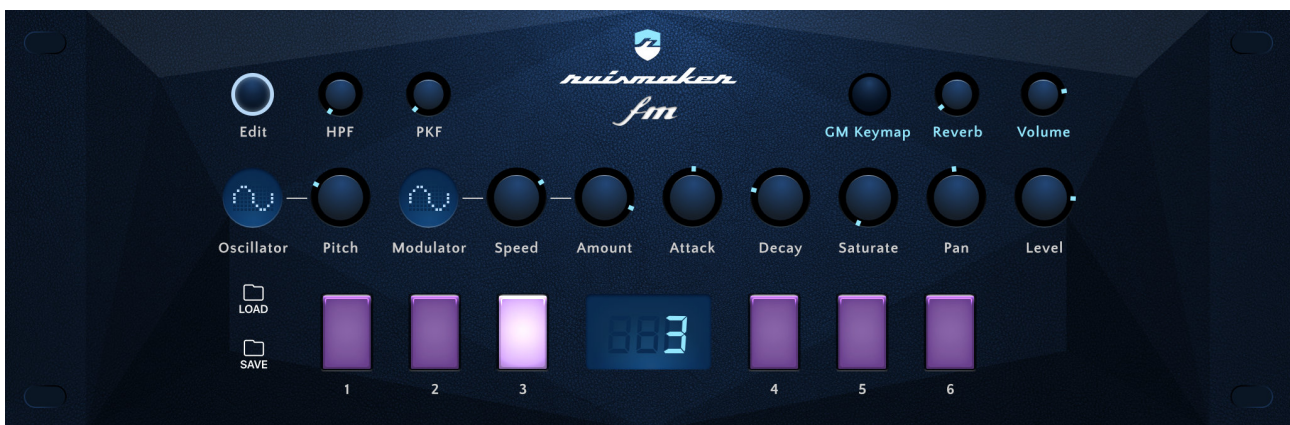 ruismaker
fm
Edit HPF PKF GM Keymap Reverb Volume
Oscillator Pitch Modulator Speed Amount Attack Decay Saturate Pan Level
LOAD
3
SAVE
1 2 3 4 5 6